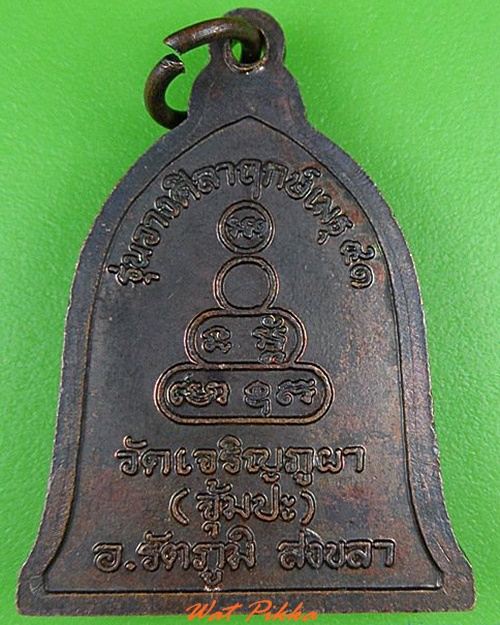 รุ่นวางศิลาฤกษ์เมรุ ๕๑
วัดเจริญภูผา
(จุ้มปะ)
อ.รัตภูมิ สงขลา
Wat Pikka